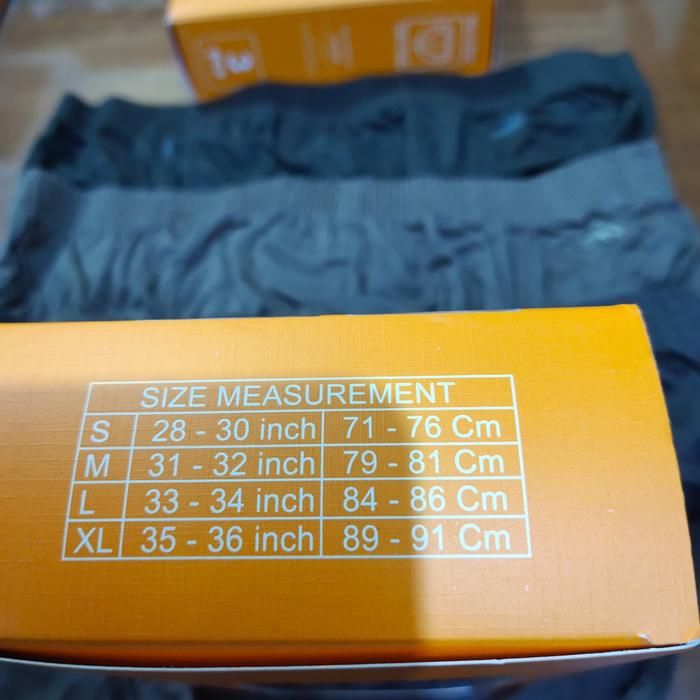 SIZE MEASUREMENT
S 28 - 30 inch 71 - 76 Cm
M 31 - 32 inch 79 - 81 Cm
L 33 - 34 inch 84 - 86 Cm
XL 35 - 36 inch 89 - 91 Cm